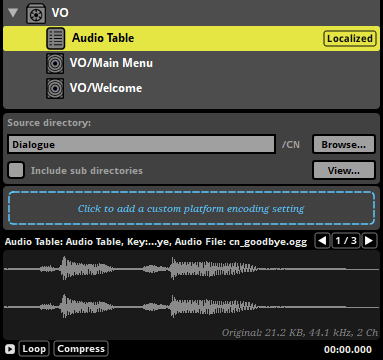 VO
Audio Table
Localized
VO/Main Menu
VO/Welcome
Source directory:
Dialogue /CN Browse...
Include sub directories View...
Click to add a custom platform encoding setting
Audio Table: Audio Table, Key:...ye, Audio File: cn_goodbye.ogg 1 / 3
Original: 21.2 KB, 44.1 kHz, 2 Ch
Loop Compress 00:00.000